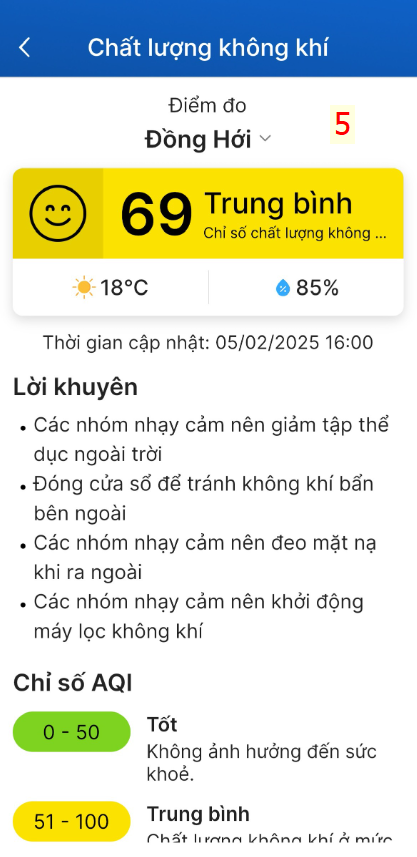 Chất lượng không khí
Điểm đo
Đồng Hới
5
69
Trung bình
Chỉ số chất lượng không ...
18°C
85%
Thời gian cập nhật: 05/02/2025 16:00
Lời khuyên
• Các nhóm nhạy cảm nên giảm tập thể
dục ngoài trời
• Đóng cửa sổ để tránh không khí bẩn
bên ngoài
• Các nhóm nhạy cảm nên đeo mặt nạ
khi ra ngoài
• Các nhóm nhạy cảm nên khởi động
máy lọc không khí
Chỉ số AQI
0 - 50
Tốt
Không ảnh hưởng đến sức
khoẻ.
51 - 100
Trung bình
Chất lượng không khí ở mức